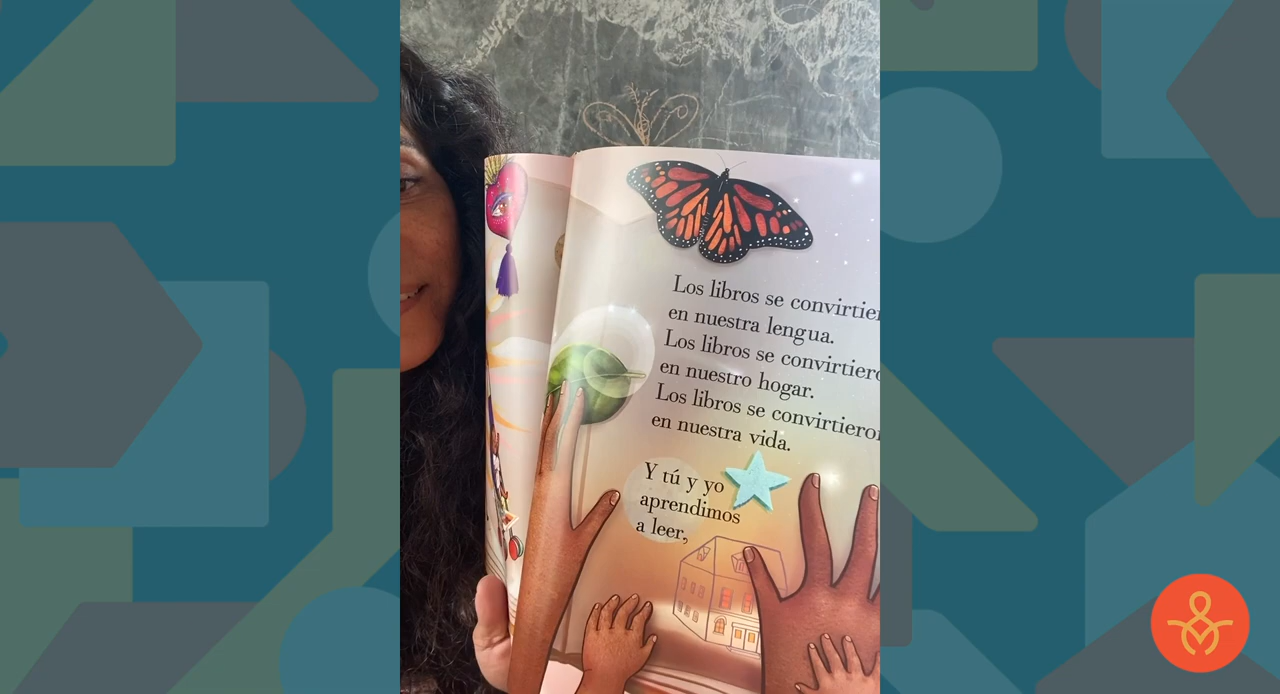 Los libros se convirtier
en nuestra lengua.
Los libros se convirtiero
en nuestro hogar.
Los libros se convirtieron
en nuestra vida.
Y tú y yo
aprendimos
a leer,